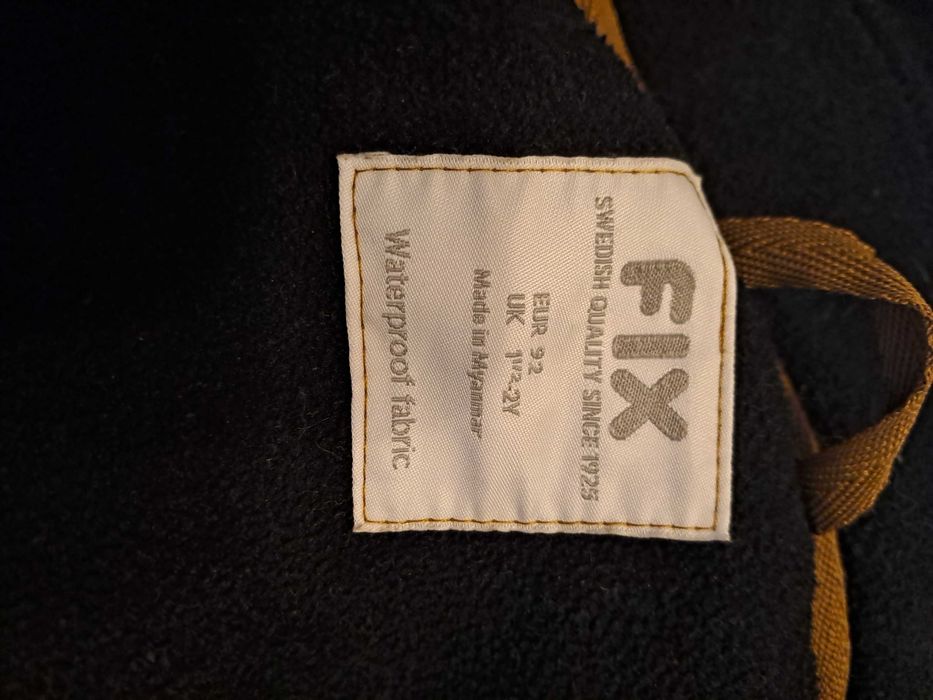 FIX
SWEDISH QUALITY SINCE 1925
EUR 92
UK 1½-2Y
Made in Myanmar
Waterproof fabric